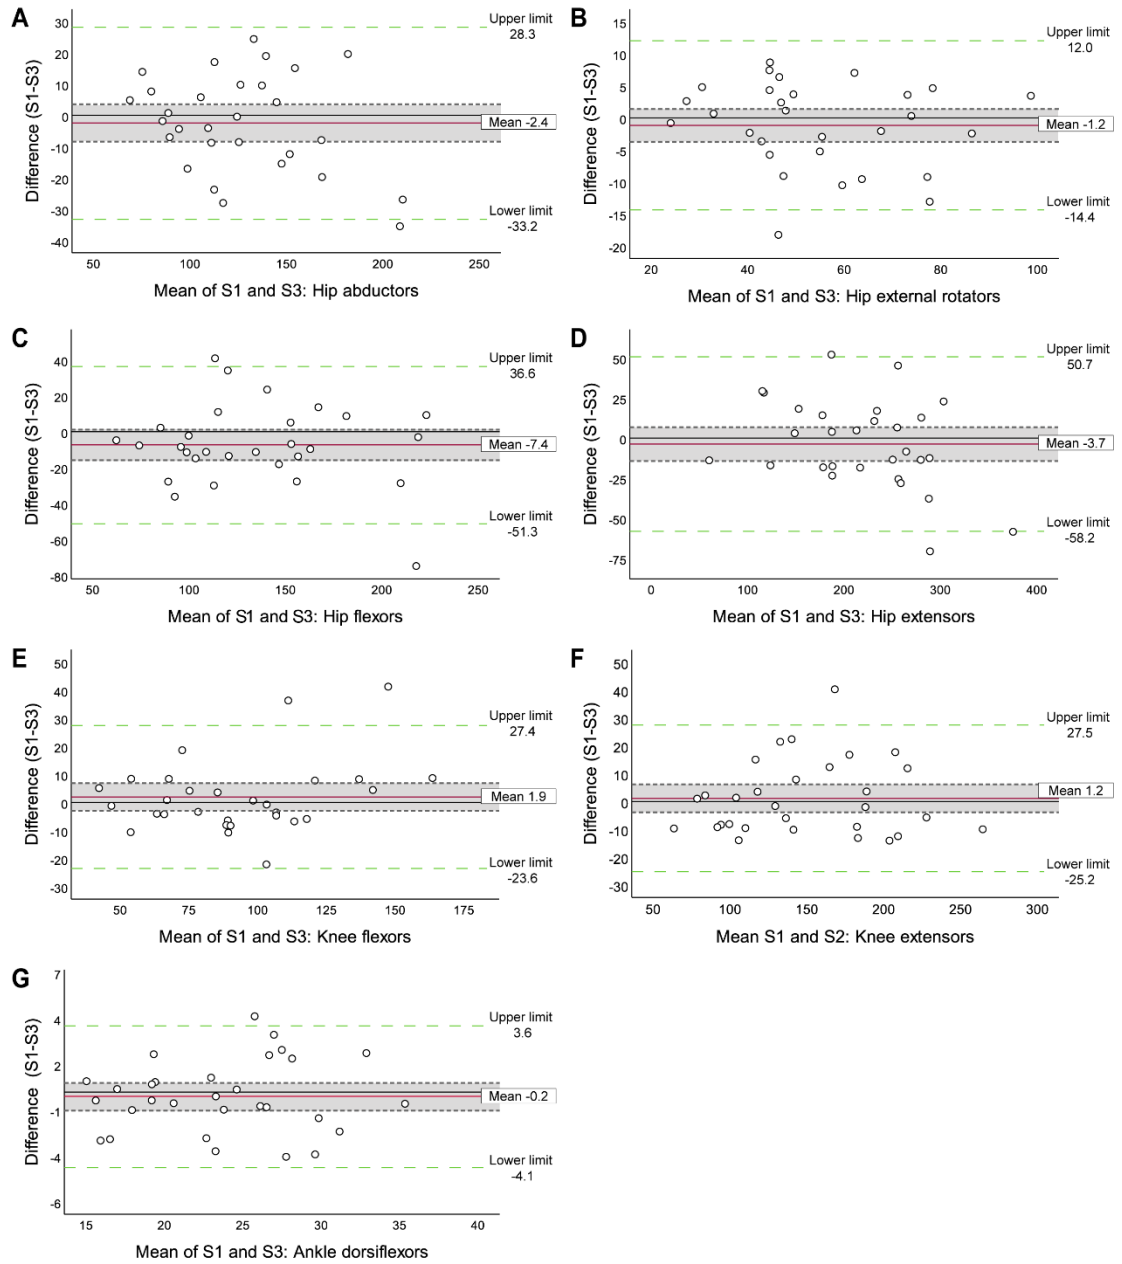 A
Difference (S1-S3)
30
20
10
0
-10
-20
-30
-40
Upper limit
28.3
Mean -2.4
Lower limit
-33.2
50 100 150 200 250
Mean of S1 and S3: Hip abductors
B
Difference (S1-S3)
15
10
5
0
-5
-10
-15
-20
Upper limit
12.0
Mean -1.2
Lower limit
-14.4
20 40 60 80 100
Mean of S1 and S3: Hip external rotators
C
Difference (S1-S3)
40
20
0
-20
-40
-60
-80
Upper limit
36.6
Mean -7.4
Lower limit
-51.3
50 100 150 200 250
Mean of S1 and S3: Hip flexors
D
Difference (S1-S3)
50
25
0
-25
-50
-75
Upper limit
50.7
Mean -3.7
Lower limit
-58.2
0 100 200 300 400
Mean of S1 and S3: Hip extensors
E
Difference (S1-S3)
50
40
30
20
10
0
-10
-20
-30
Upper limit
27.4
Mean 1.9
Lower limit
-23.6
50 75 100 125 150 175
Mean of S1 and S3: Knee flexors
F
Difference (S1-S3)
50
40
30
20
10
0
-10
-20
-30
Upper limit
27.5
Mean 1.2
Lower limit
-25.2
50 100 150 200 250 300
Mean S1 and S2: Knee extensors
G
Difference (S1-S3)
7
4
2
-1
-4
-6
Upper limit
3.6
Mean -0.2
Lower limit
-4.1
15 20 25 30 35 40
Mean of S1 and S3: Ankle dorsiflexors